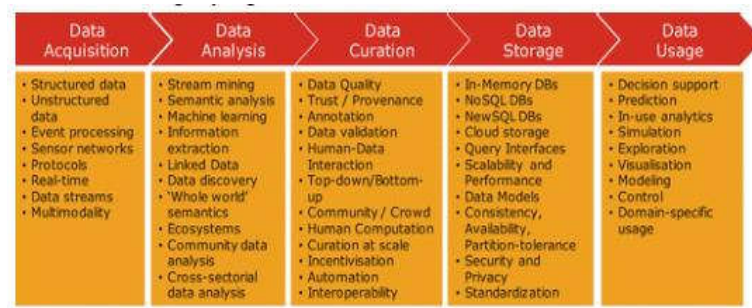 Data
Acquisition
Data
Analysis
Data
Curation
Data
Storage
Data
Usage
• Structured data
• Unstructured
data
• Event processing
• Sensor networks
• Protocols
• Real-time
• Data streams
• Multimodality
• Stream mining
• Semantic analysis
• Machine learning
• Information
extraction
• Linked Data
• Data discovery
• ‘Whole world’
semantics
• Ecosystems
• Community data
analysis
• Cross-sectorial
data analysis
• Data Quality
• Trust / Provenance
• Annotation
• Data validation
• Human-Data
Interaction
• Top-down/Bottom-
up
• Community / Crowd
• Human Computation
• Curation at scale
• Incentivisation
• Automation
• Interoperability
• In-Memory DBs
• NoSQL DBs
• NewSQL DBs
• Cloud storage
• Query Interfaces
• Scalability and
Performance
• Data Models
• Consistency,
Availability,
Partition-tolerance
• Security and
Privacy
• Standardization
• Decision support
• Prediction
• In-use analytics
• Simulation
• Exploration
• Visualisation
• Modeling
• Control
• Domain-specific
usage